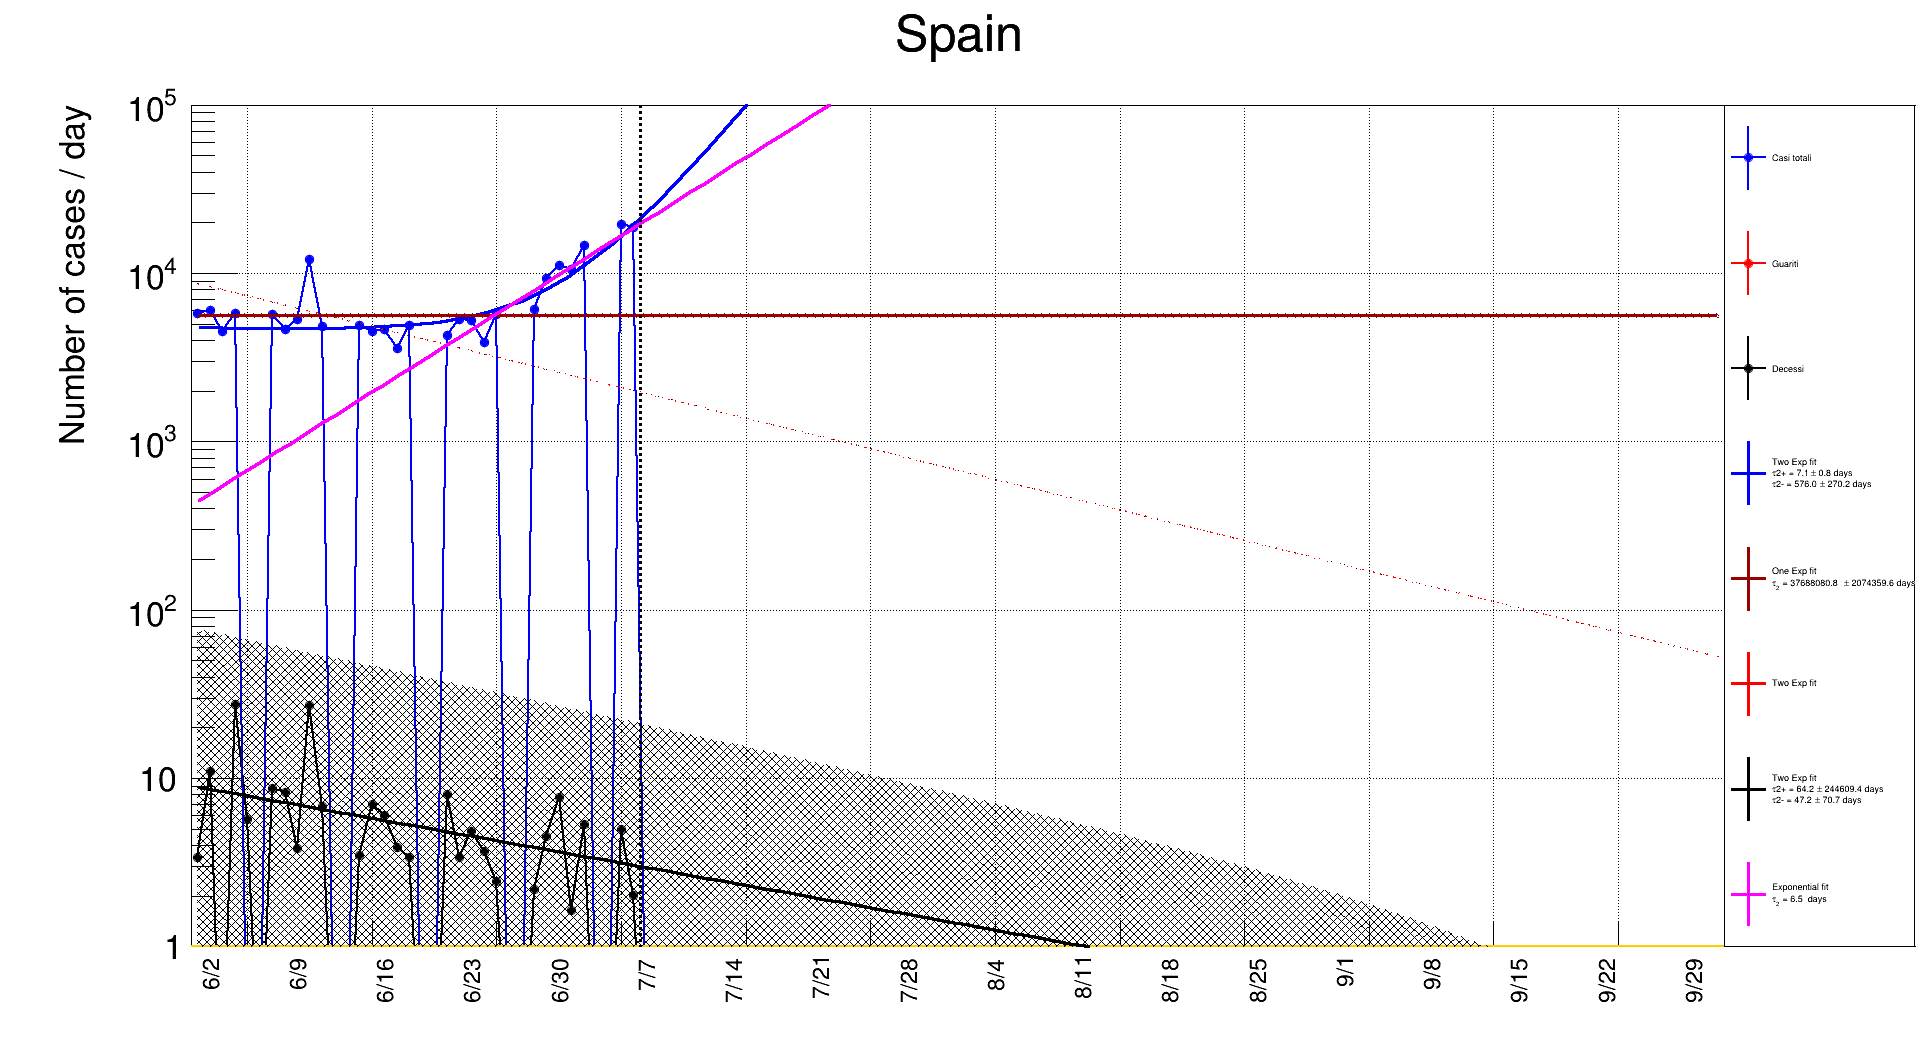 Spain
Number of cases / day
10^5
10^4
10^3
10^2
10
1
6/2
6/9
6/16
6/23
6/30
7/7
7/14
7/21
7/28
8/4
8/11
8/18
8/25
9/1
9/8
9/15
9/22
9/29
Casi totali
Guariti
Decessi
Two Exp fit
τ2+ = 7.1 ± 0.8 days
τ2- = 576.0 ± 270.2 days
One Exp fit
τ₂ = 37688080.8 ± 2074359.6 days
Two Exp fit
Two Exp fit
τ2+ = 64.2 ± 244609.4 days
τ2- = 47.2 ± 70.7 days
Exponential fit
τ₂ = 6.5 days